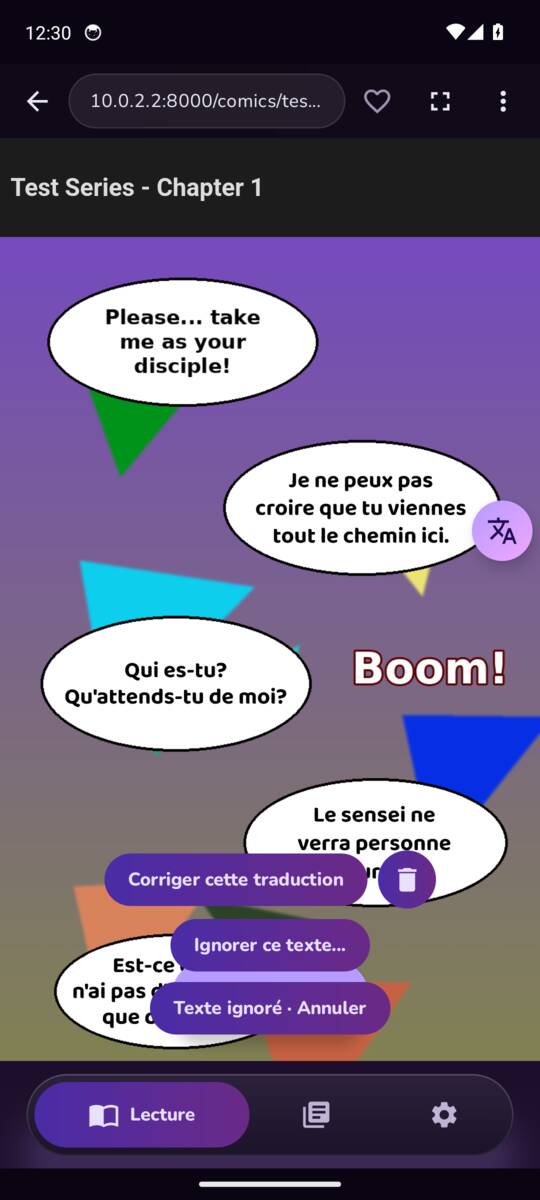 12:30
10.0.2.2:8000/comics/tes...
Test Series - Chapter 1
Please... take
me as your
disciple!
Je ne peux pas
croire que tu viennes
tout le chemin ici.
Qui es-tu?
Qu'attends-tu de moi?
Boom!
Le sensei ne
verra personne
Corriger cette traduction
Ignorer ce texte...
Est-ce
n'ai pas
que
Texte ignoré · Annuler
Lecture